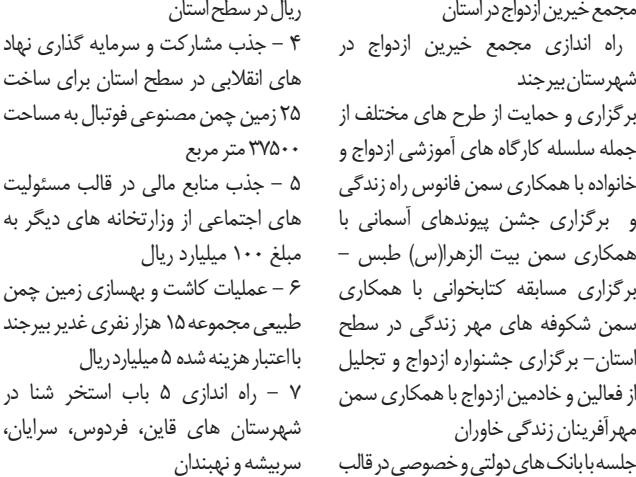 مجمع خیرین ازدواج در استان
راه اندازی مجمع خیرین ازدواج در
شهرستان بیرجند
برگزاری و حمایت از طرح های مختلف از
جمله سلسله کارگاه های آموزشی ازدواج و
خانواده با همکاری سمن فانوس راه زندگی
و برگزاری جشن پیوندهای آسمانی با
همکاری سمن بیت الزهرا(س) طبس –
برگزاری مسابقه کتابخوانی با همکاری
سمن شکوفه های مهر زندگی در سطح
استان– برگزاری جشنواره ازدواج و تجلیل
از فعالین و خادمین ازدواج با همکاری سمن
مهرآفرینان زندگی خاوران
جلسه با بانک های دولتی و خصوصی در قالب
ریال در سطح استان
۴ – جذب مشارکت و سرمایه گذاری نهاد
های انقلابی در سطح استان برای ساخت
۲۵ زمین چمن مصنوعی فوتبال به مساحت
۳۷۵۰۰ متر مربع
۵ – جذب منابع مالی در قالب مسئولیت
های اجتماعی از وزارتخانه های دیگر به
مبلغ ۱۰۰ میلیارد ریال
۶ – عملیات کاشت و بهسازی زمین چمن
طبیعی مجموعه ۱۵ هزار نفری غدیر بیرجند
بااعتبار هزینه شده ۵ میلیارد ریال
۷ – راه اندازی ۵ باب استخر شنا در
شهرستان های قاین، فردوس، سرایان،
سربیشه و نهبندان